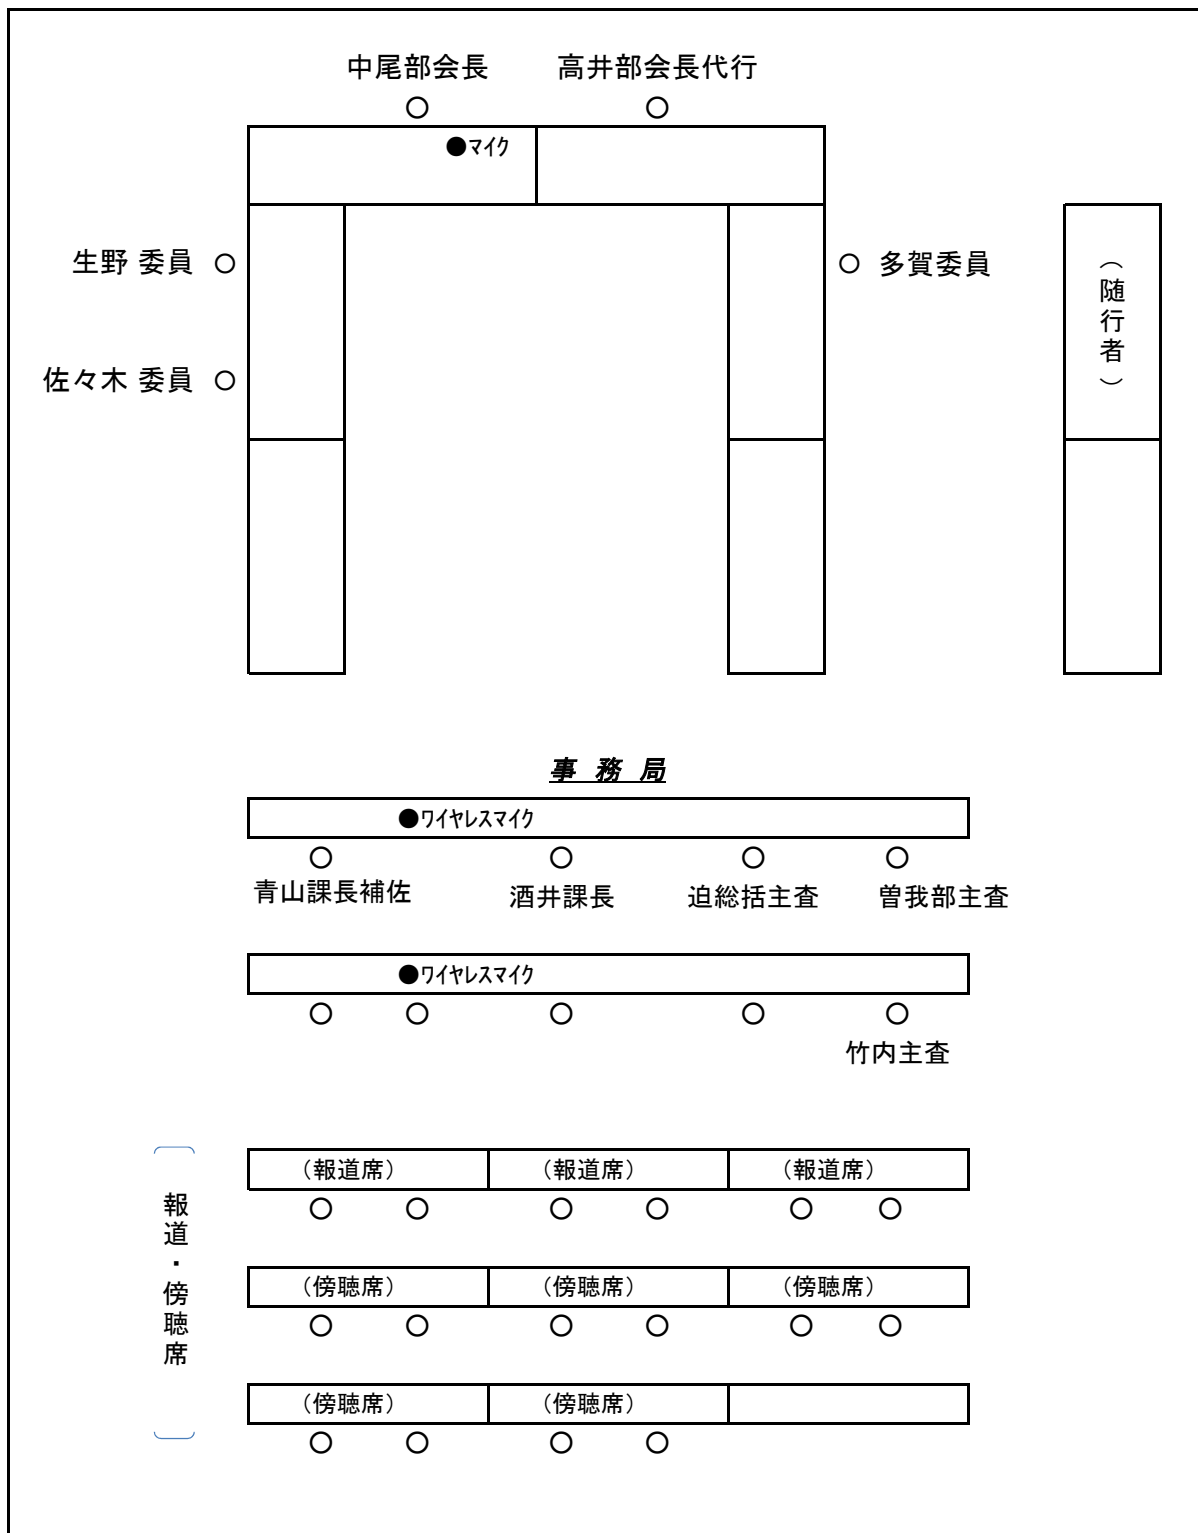 中尾部会長 高井部会長代行
●マイク
生野 委員
多賀委員
（随行者）
佐々木 委員
事 務 局
●ワイヤレスマイク
青山課長補佐 酒井課長 迫総括主査 曽我部主査
●ワイヤレスマイク
竹内主査
報道・傍聴席
（報道席） （報道席） （報道席）
（傍聴席） （傍聴席） （傍聴席）
（傍聴席） （傍聴席）